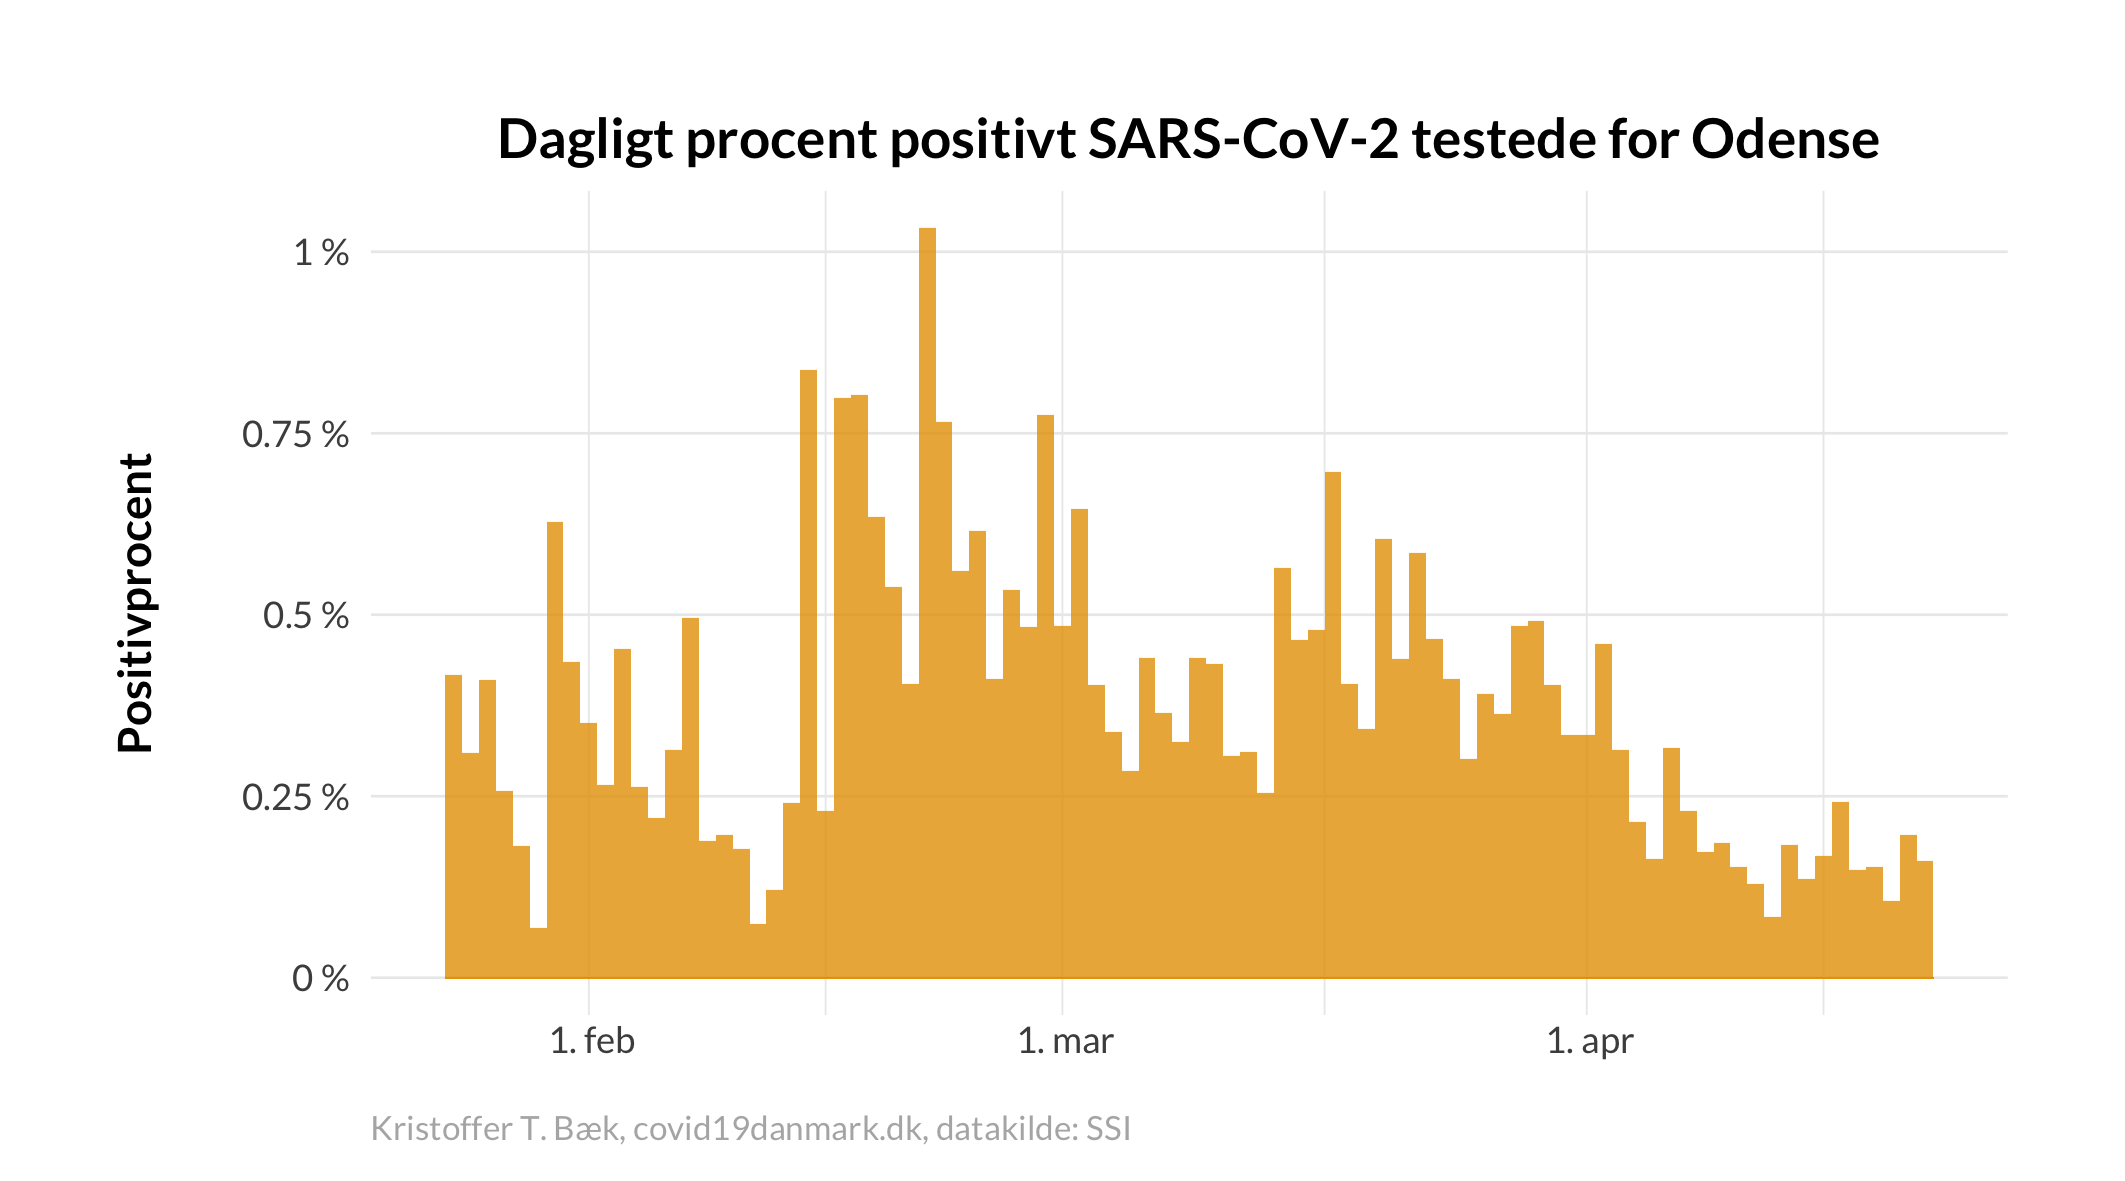 Dagligt procent positivt SARS-CoV-2 testede for Odense
Positivprocent
1 %
0.75 %
0.5 %
0.25 %
0 %
1. feb
1. mar
1. apr
Kristoffer T. Bæk, covid19danmark.dk, datakilde: SSI